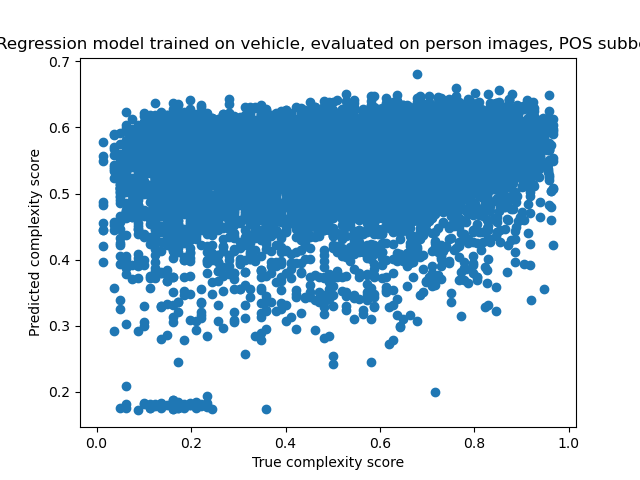 Regression model trained on vehicle, evaluated on person images, POS
0.7
0.6
0.5
0.4
0.3
0.2
Predicted complexity score
0.0 0.2 0.4 0.6 0.8 1.0
True complexity score